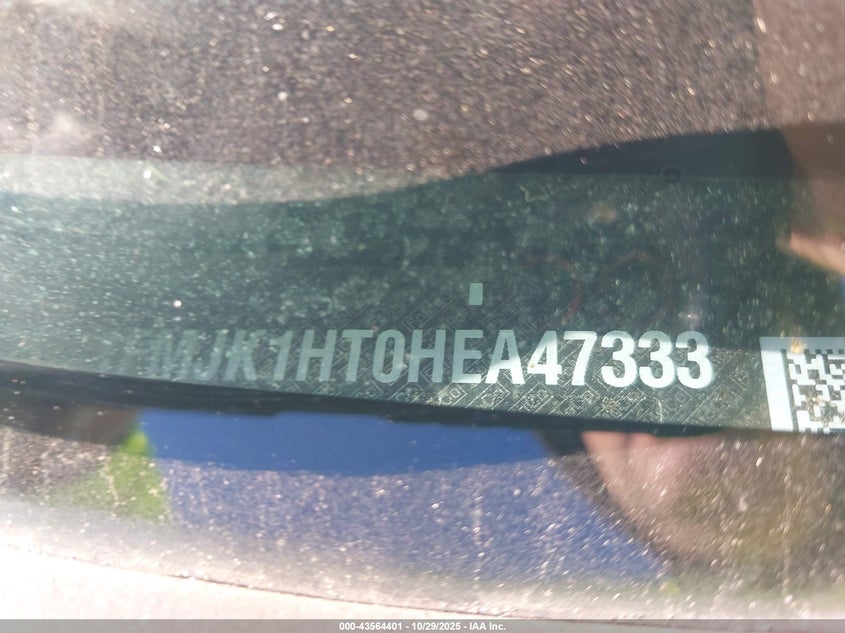 MJK1HT0HEA47333
000-43564401 - 10/29/2025 - IAA Inc.